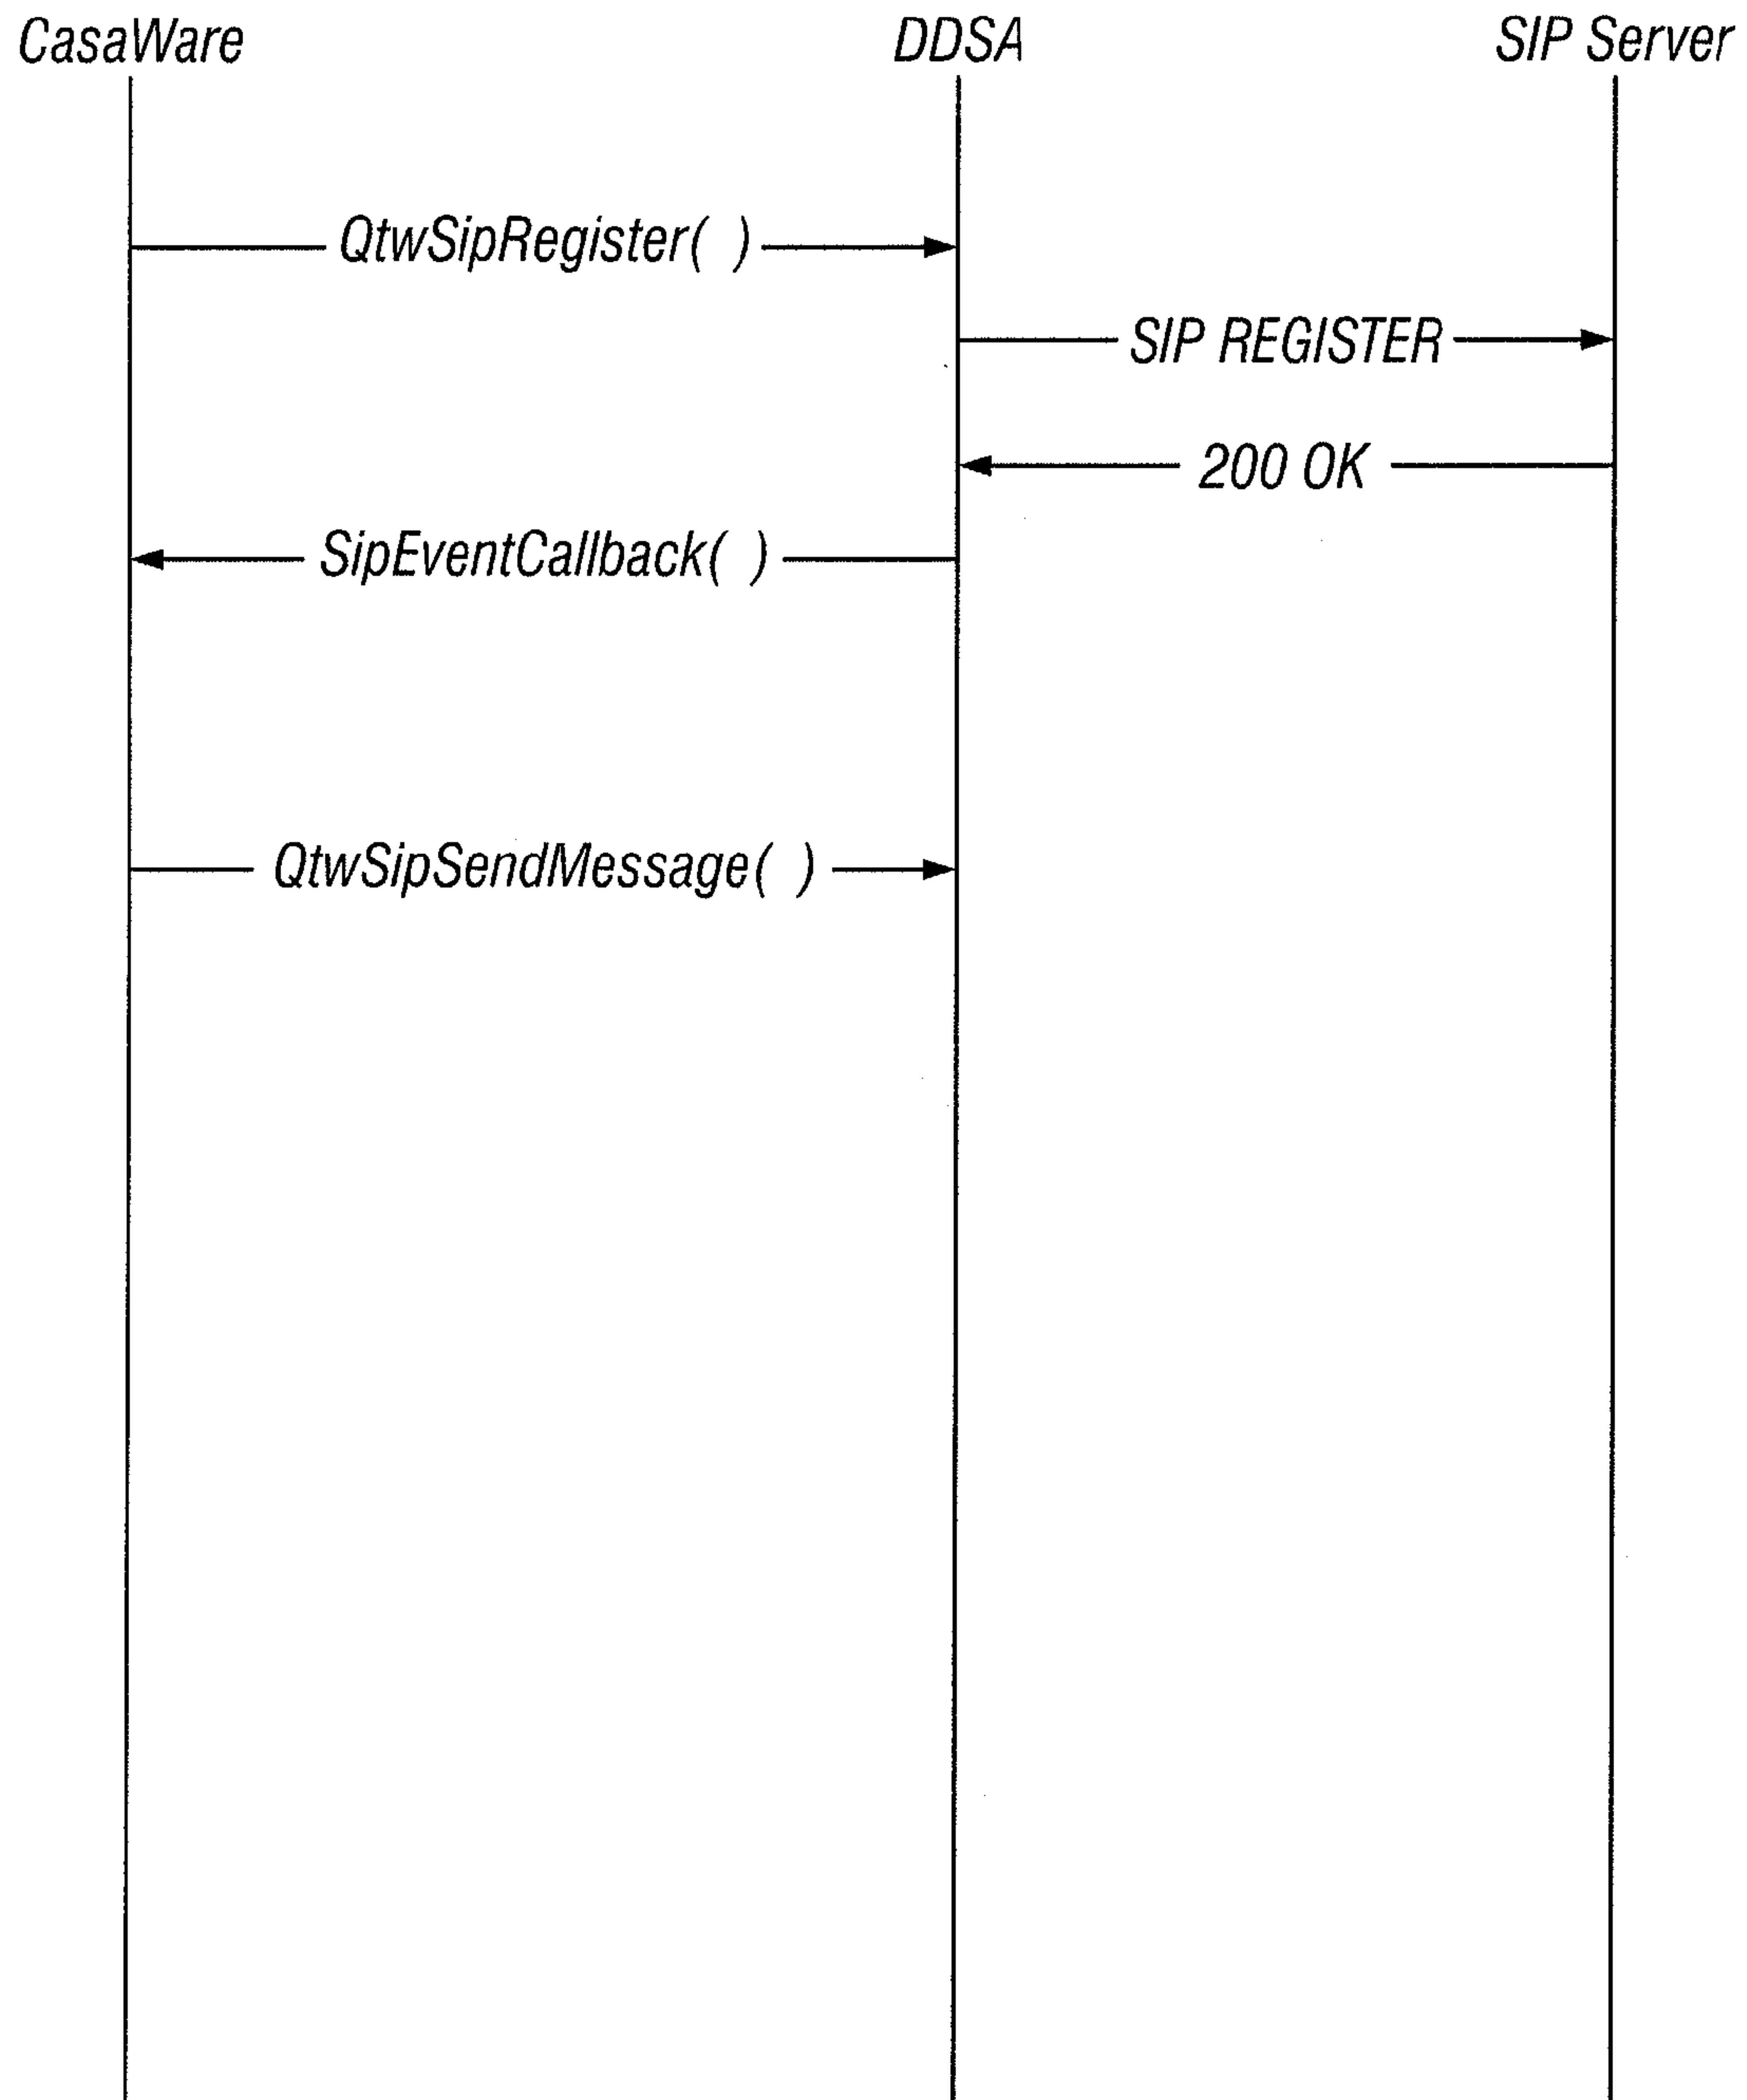 CasaWare DDSA SIP Server
QtwSipRegister( )
SIP REGISTER
200 OK
SipEventCallback( )
QtwSipSendMessage( )